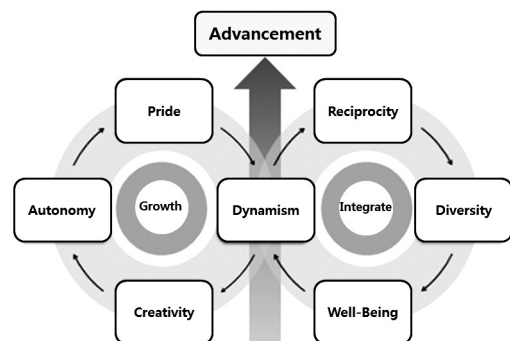 Advancement
Pride
Reciprocity
Autonomy
Growth
Dynamism
Integrate
Diversity
Creativity
Well-Being